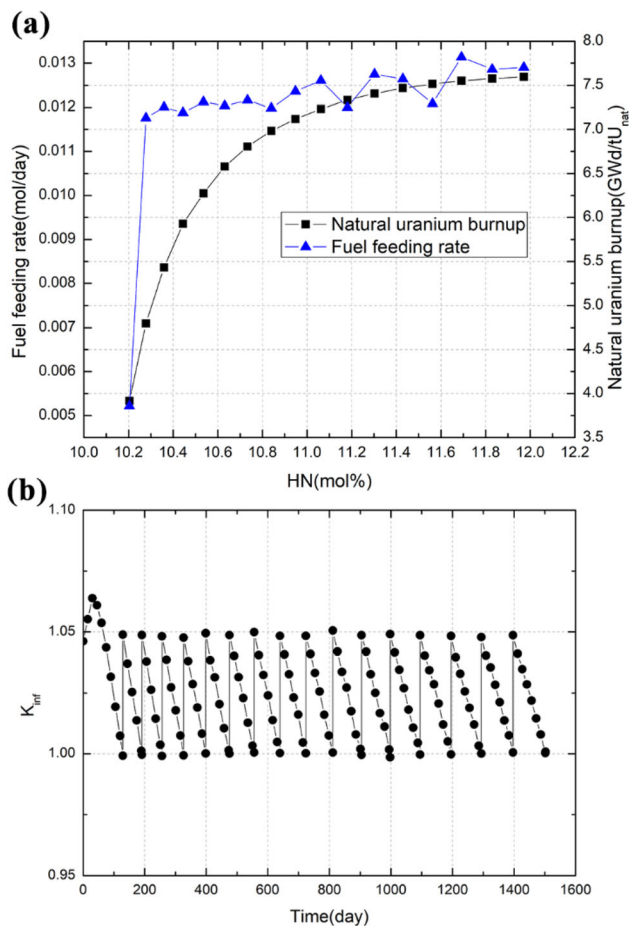 (a)
0.013
0.012
0.011
0.010
0.009
0.008
0.007
0.006
0.005
Fuel feeding rate(mol/day)
Natural uranium burnup
Fuel feeding rate
8.0
7.5
7.0
6.5
6.0
5.5
5.0
4.5
4.0
3.5
Natural uranium burnup(GWd/tU_nat)
10.0 10.2 10.4 10.6 10.8 11.0 11.2 11.4 11.6 11.8 12.0 12.2
HN(mol%)
(b)
1.10
1.05
1.00
0.95
K_inf
0 200 400 600 800 1000 1200 1400 1600
Time(day)